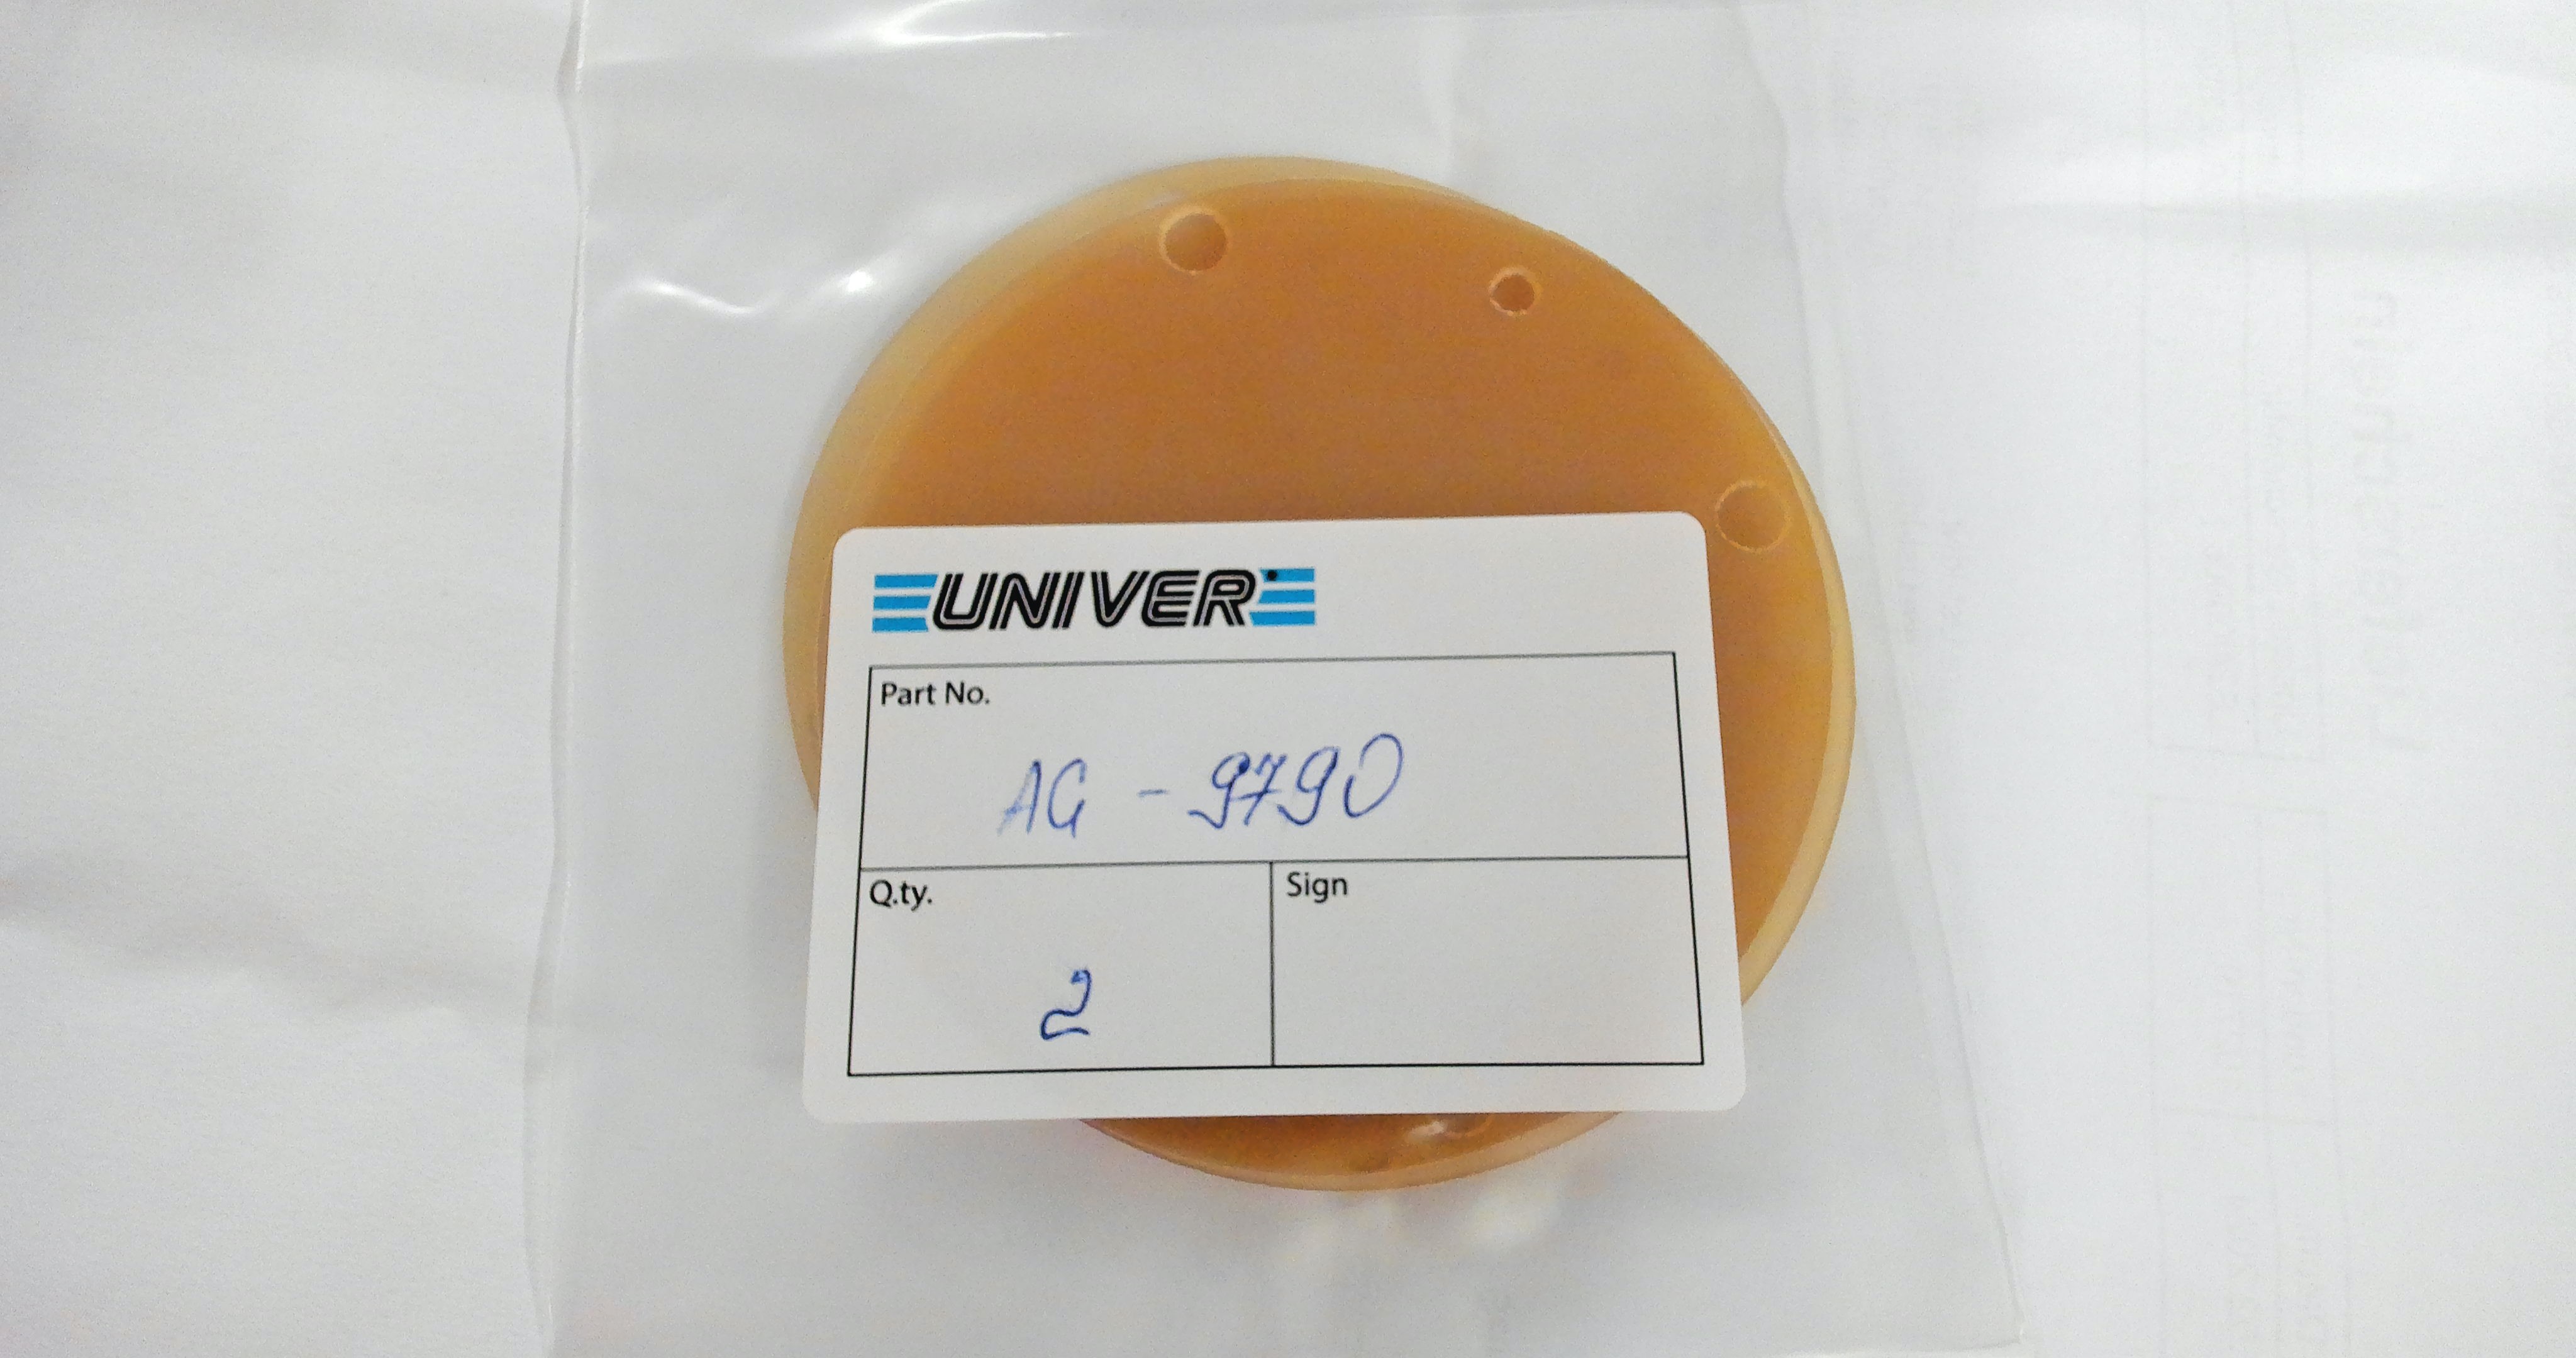 UNIVER
Part No.
AG - 9790
Q.ty.
Sign
2